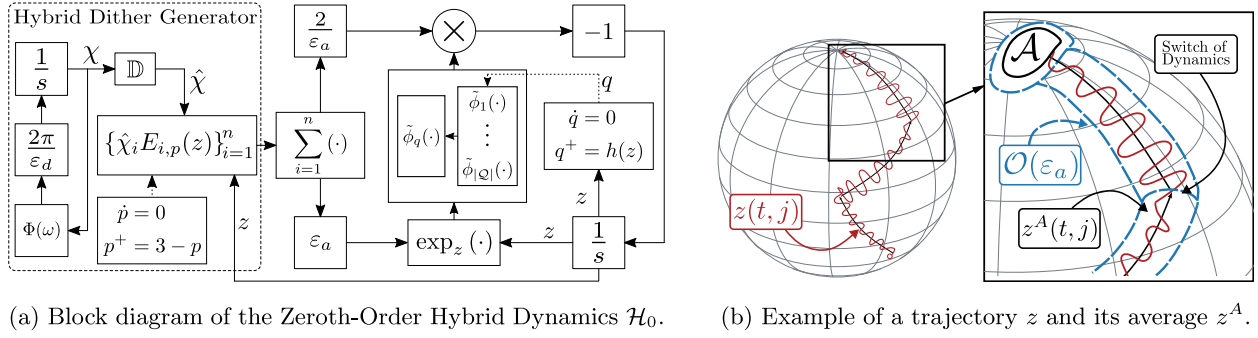 Hybrid Dither Generator
1/s
χ
𝔻
χ̂
2π/ε_d
{χ̂_i E_{i,p}(z)}_{i=1}^n
Φ(ω)
ṗ = 0
p⁺ = 3 − p
z
2/ε_a
∑_{i=1}^n (·)
ε_a
×
−1
φ̃_q(·)
φ̃_1(·)
⋮
φ̃_{|𝒬|}(·)
q
q̇ = 0
q⁺ = h(z)
z
exp_z (·)
z
1/s
z(t, j)
𝒜
Switch of
Dynamics
𝒪(ε_a)
z^A(t, j)
(a) Block diagram of the Zeroth-Order Hybrid Dynamics ℋ₀.
(b) Example of a trajectory z and its average z^A.